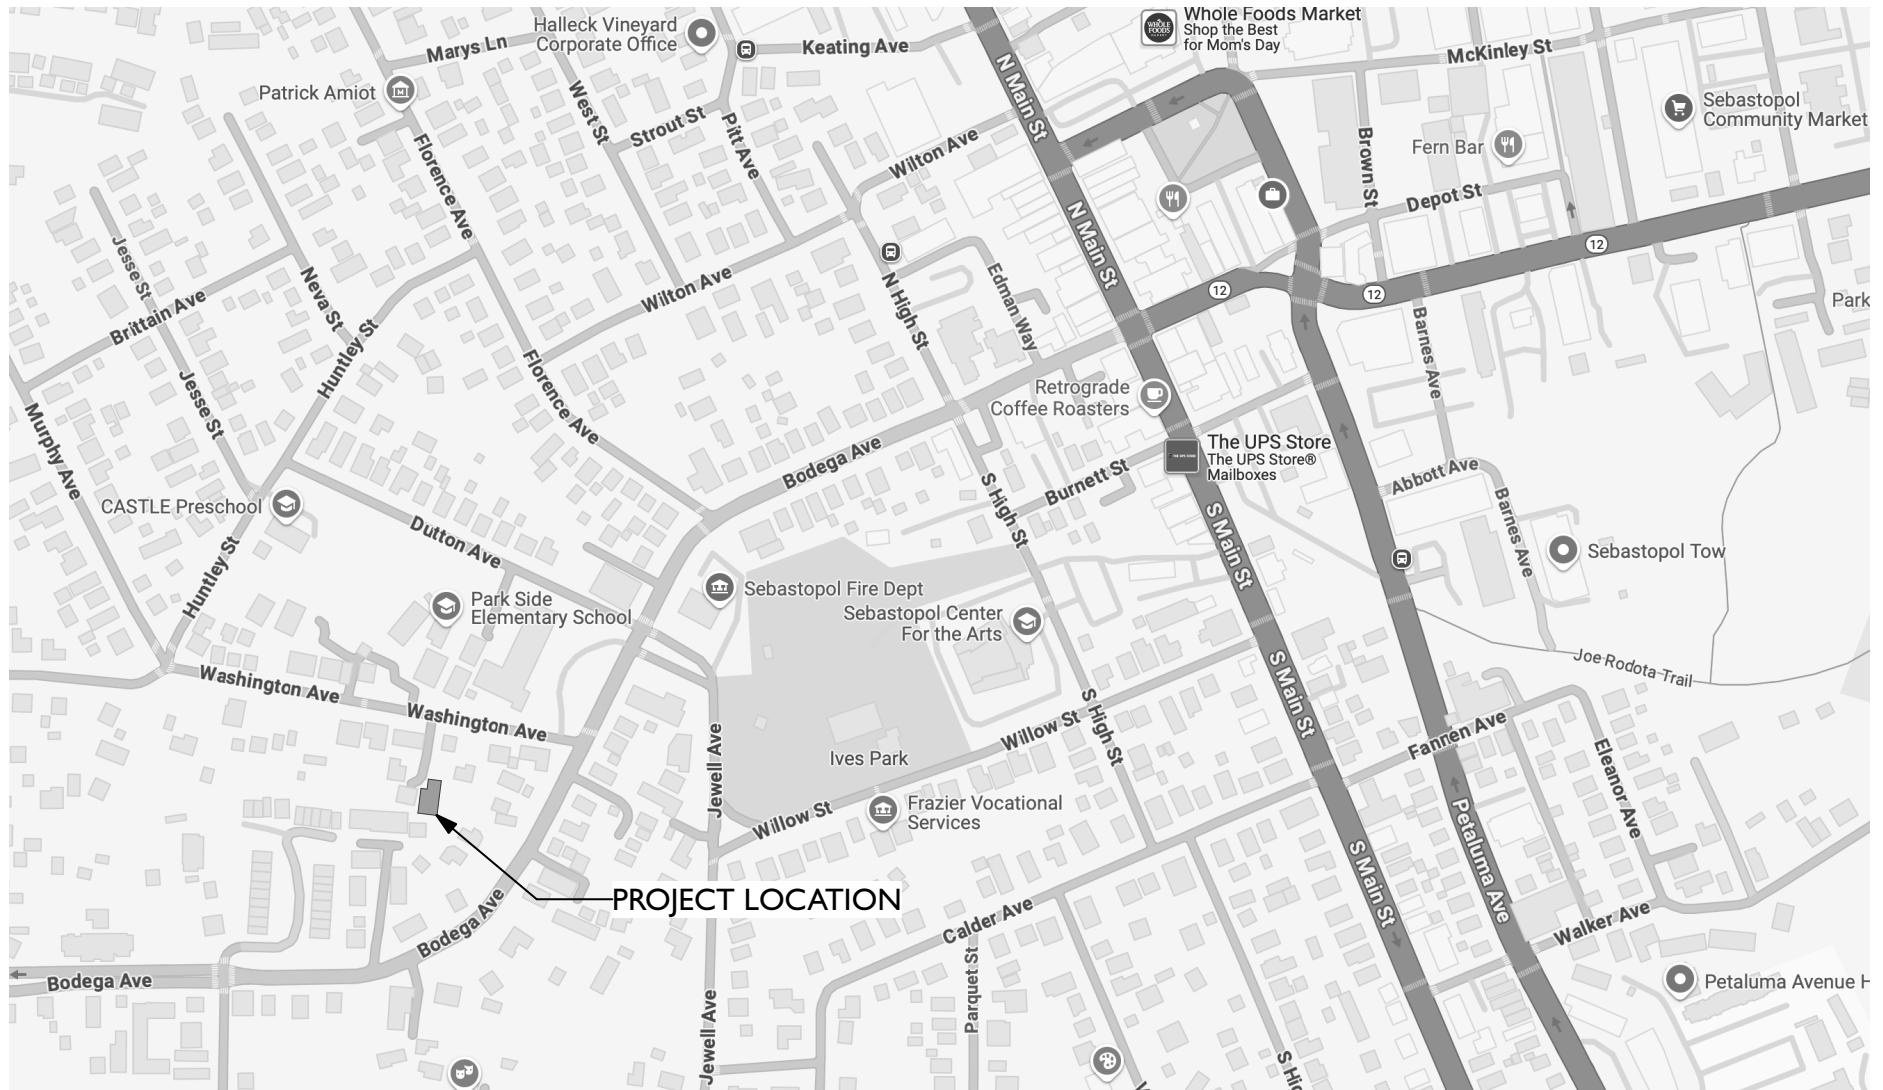 Halleck Vineyard
Corporate Office
Marys Ln
Keating Ave
Whole Foods Market
Shop the Best
for Mom's Day
WHOLE
FOODS
McKinley St
Patrick Amiot
West St
Strout St
Pitt Ave
N Main St
Sebastopol
Community Market
Fern Bar
Brown St
Florence Ave
Wilton Ave
Depot St
N Main St
Jesse St
Neva St
Wilton Ave
N High St
Edman Way
12
12
12
Park
Brittain Ave
Huntley St
Barnes Ave
Florence Ave
Jesse St
Murphy Ave
Retrograde
Coffee Roasters
Bodega Ave
The UPS Store
The UPS Store®
Mailboxes
THE UPS STORE
Burnett St
S High St
Abbott Ave
CASTLE Preschool
Dutton Ave
S Main St
Barnes Ave
Sebastopol Tow
Huntley St
Park Side
Elementary School
Sebastopol Fire Dept
Sebastopol Center
For the Arts
Joe Rodota Trail
Washington Ave
Washington Ave
S Main St
S High St
Willow St
Fannen Ave
Jewell Ave
Ives Park
Eleanor Ave
Willow St
Frazier Vocational
Services
Petaluma Ave
S Main St
PROJECT LOCATION
Calder Ave
Walker Ave
Bodega Ave
Bodega Ave
Parquet St
Petaluma Avenue H
Jewell Ave
S Hig